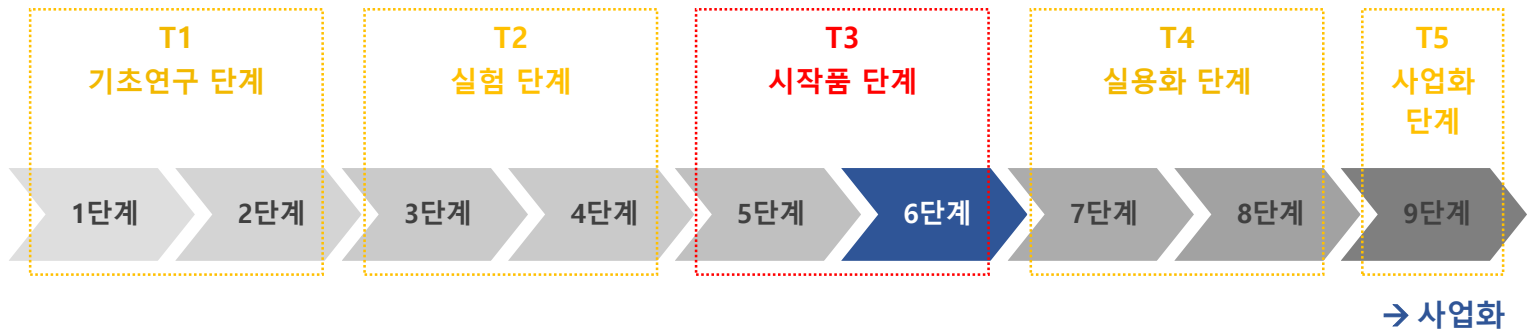 T1
기초연구 단계
T2
실험 단계
T3
시작품 단계
T4
실용화 단계
T5
사업화
단계
1단계
2단계
3단계
4단계
5단계
6단계
7단계
8단계
9단계
→ 사업화